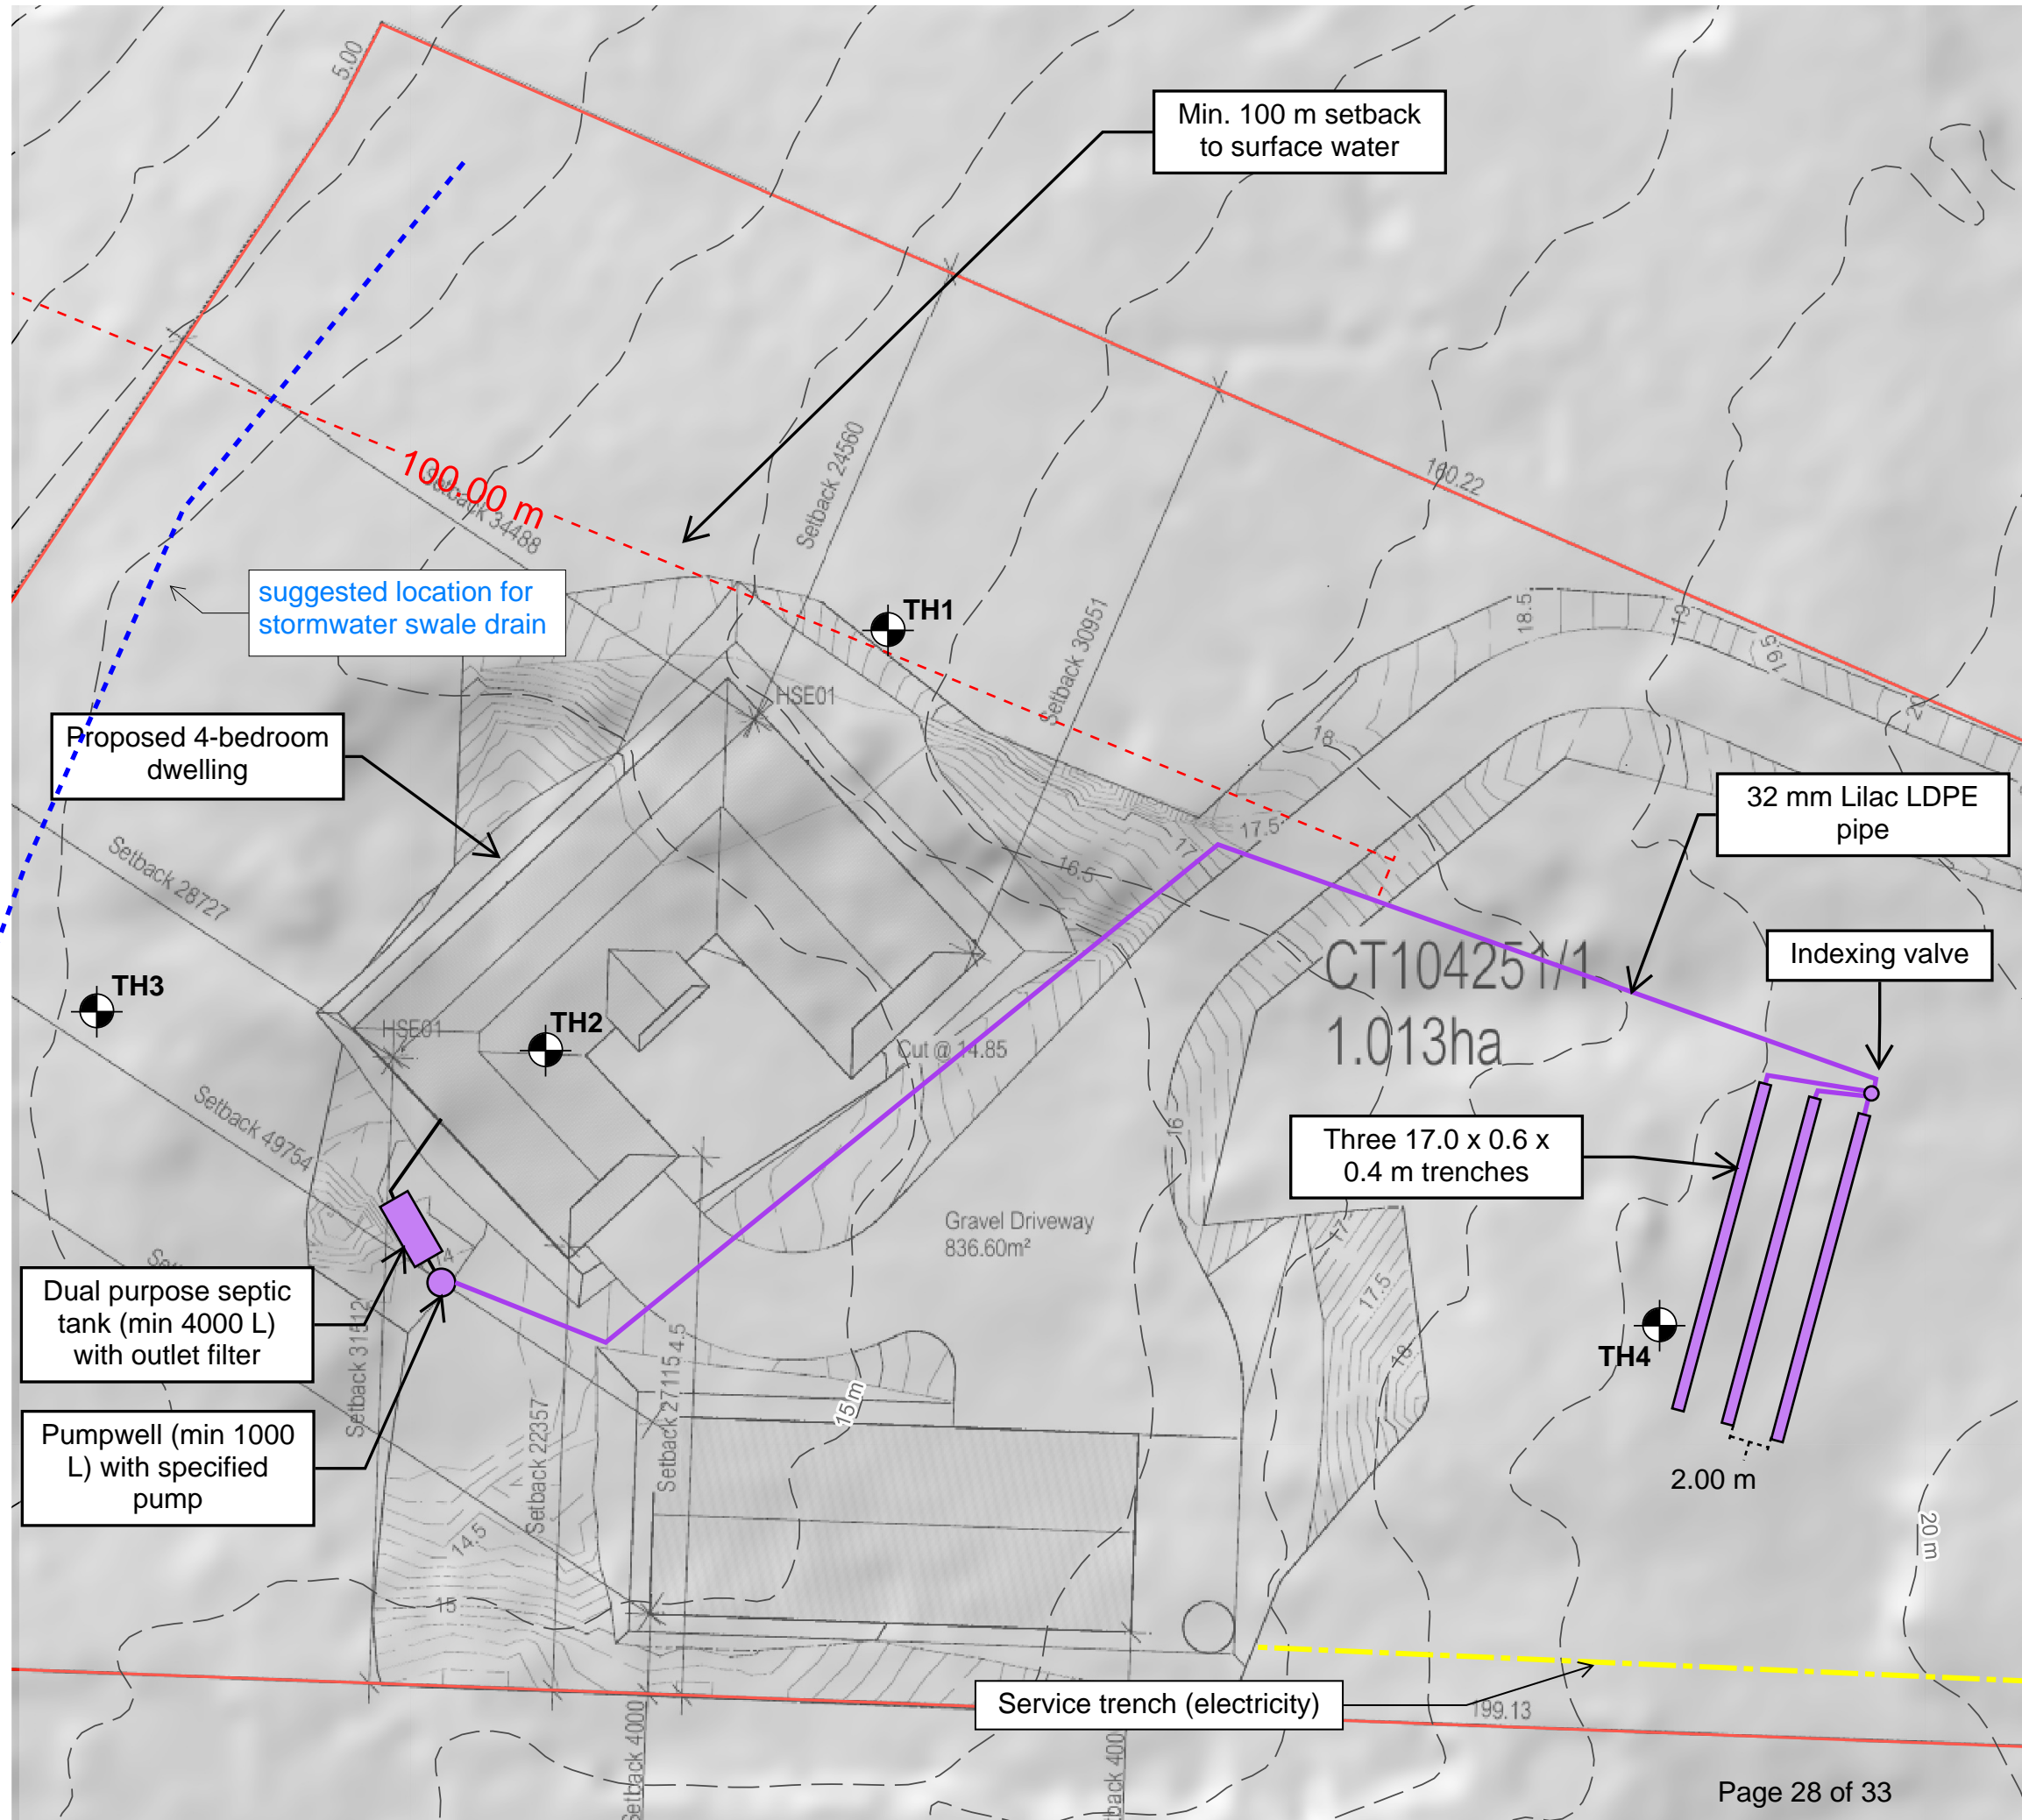 5.00
Min. 100 m setback
to surface water
160.22
100.00 m
Setback 34488
Setback 24560
Setback 30951
suggested location for
stormwater swale drain
TH1
18.5
19
19.5
20
18
HSE01
Proposed 4-bedroom
dwelling
32 mm Lilac LDPE
pipe
17.5
17
16.5
Setback 28727
CT104251/1
1.013ha
Indexing valve
TH3
TH2
HSE01
Cut @ 14.85
Setback 49754
16
Three 17.0 x 0.6 x
0.4 m trenches
Gravel Driveway
836.60m²
17
17.5
18
14
Dual purpose septic
tank (min 4000 L)
with outlet filter
Setback 31512
Setback 27115
4.5
TH4
15 m
Pumpwell (min 1000
L) with specified
pump
Setback 22357
14.5
2.00 m
20 m
15
Service trench (electricity)
199.13
Setback 4000
Page 28 of 33